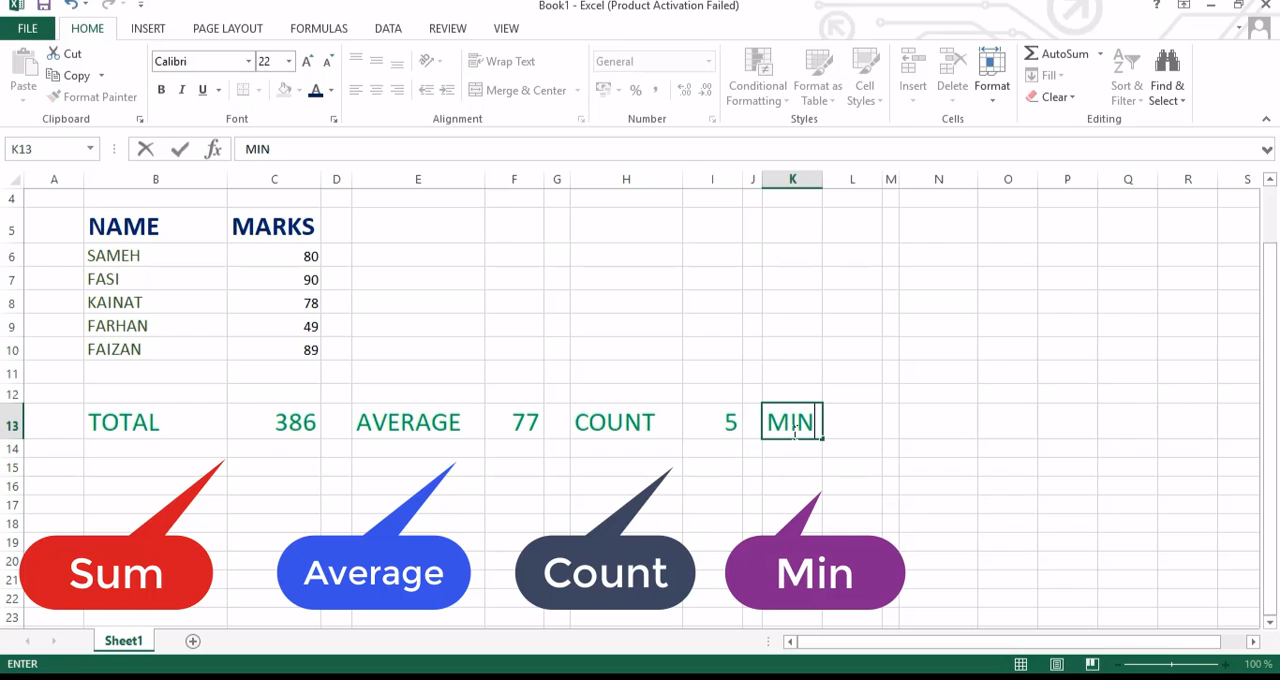 Book1 - Excel (Product Activation Failed)
FILE HOME INSERT PAGE LAYOUT FORMULAS DATA REVIEW VIEW
Cut Calibri 22 Wrap Text General AutoSum
Copy Fill
Paste Format Painter B I U Merge & Center Conditional Formatting Format as Table Cell Styles Insert Delete Format Clear Sort & Filter Find & Select
Clipboard Font Alignment Number Styles Cells Editing
K13 MIN
A B C D E F G H I J K L M N O P Q R S
4
5 NAME MARKS
6 SAMEH 80
7 FASI 90
8 KAINAT 78
9 FARHAN 49
10 FAIZAN 89
11
12
13 TOTAL 386 AVERAGE 77 COUNT 5 MIN
14
15
16
17
18
19
20
21
22
23
Sum Average Count Min
Sheet1
ENTER 100 %